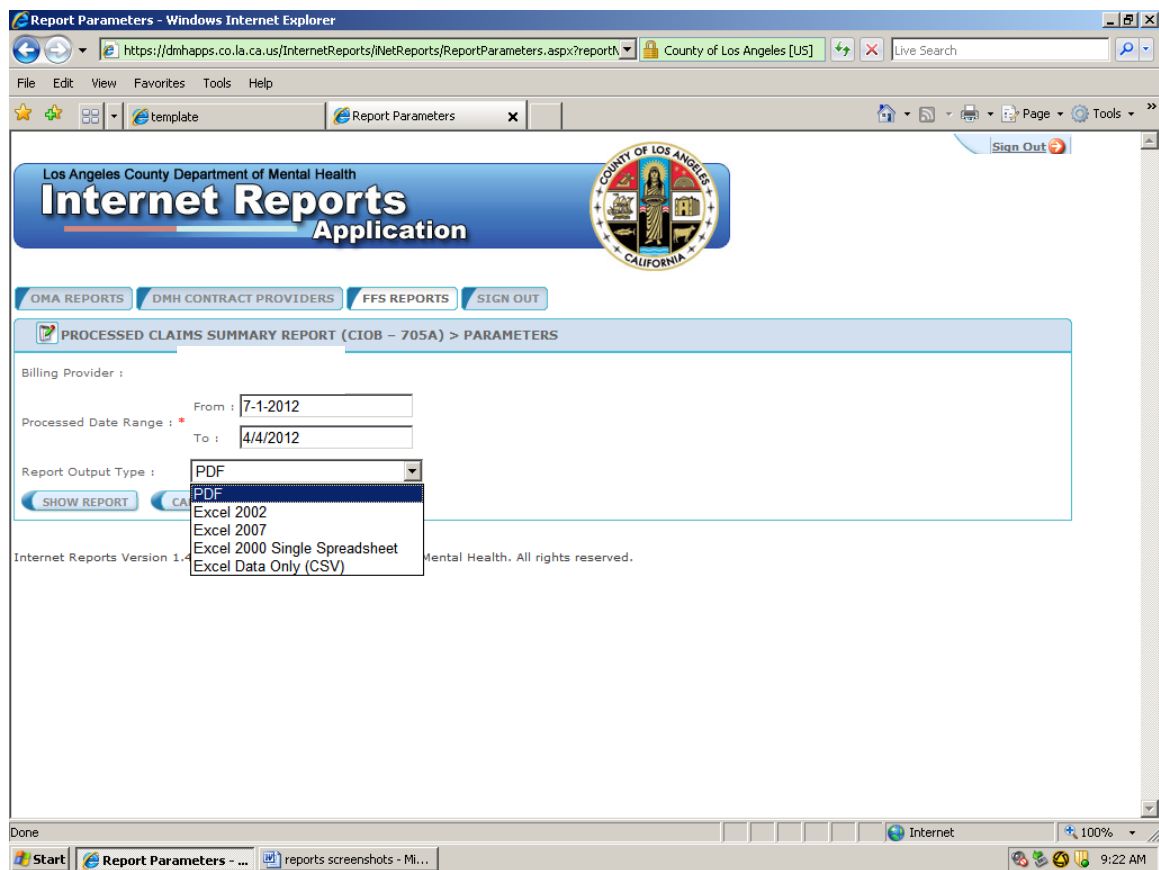 Report Parameters - Windows Internet Explorer
https://dmhapps.co.la.ca.us/InternetReports/iNetReports/ReportParameters.aspx?reportN
County of Los Angeles [US]
Live Search
File Edit View Favorites Tools Help
template
Report Parameters
Page
Tools
Sign Out
Los Angeles County Department of Mental Health
Internet Reports
Application
COUNTY OF LOS ANGELES
CALIFORNIA
OMA REPORTS
DMH CONTRACT PROVIDERS
FFS REPORTS
SIGN OUT
PROCESSED CLAIMS SUMMARY REPORT (CIOB – 705A) > PARAMETERS
Billing Provider :
Processed Date Range : *
From : 7-1-2012
To : 4/4/2012
Report Output Type : PDF
SHOW REPORT
CA
PDF
Excel 2002
Excel 2007
Excel 2000 Single Spreadsheet
Excel Data Only (CSV)
Internet Reports Version 1.4 Mental Health. All rights reserved.
Done
Internet
100%
Start
Report Parameters - ...
reports screenshots - Mi...
9:22 AM